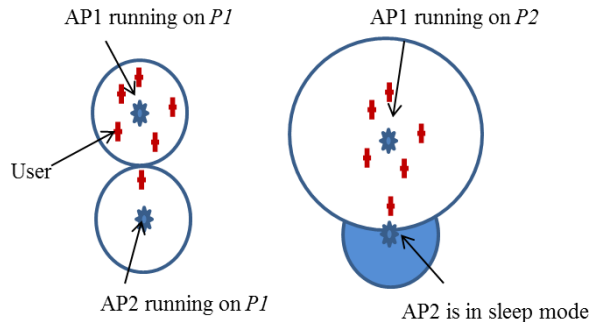 AP1 running on P1
AP1 running on P2
User
AP2 running on P1
AP2 is in sleep mode